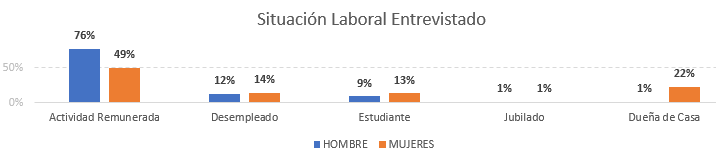 Situación Laboral Entrevistado
76%
49%
12%
14%
9%
13%
1%
1%
1%
22%
50%
0%
Actividad Remunerada
Desempleado
Estudiante
Jubilado
Dueña de Casa
HOMBRE
MUJERES